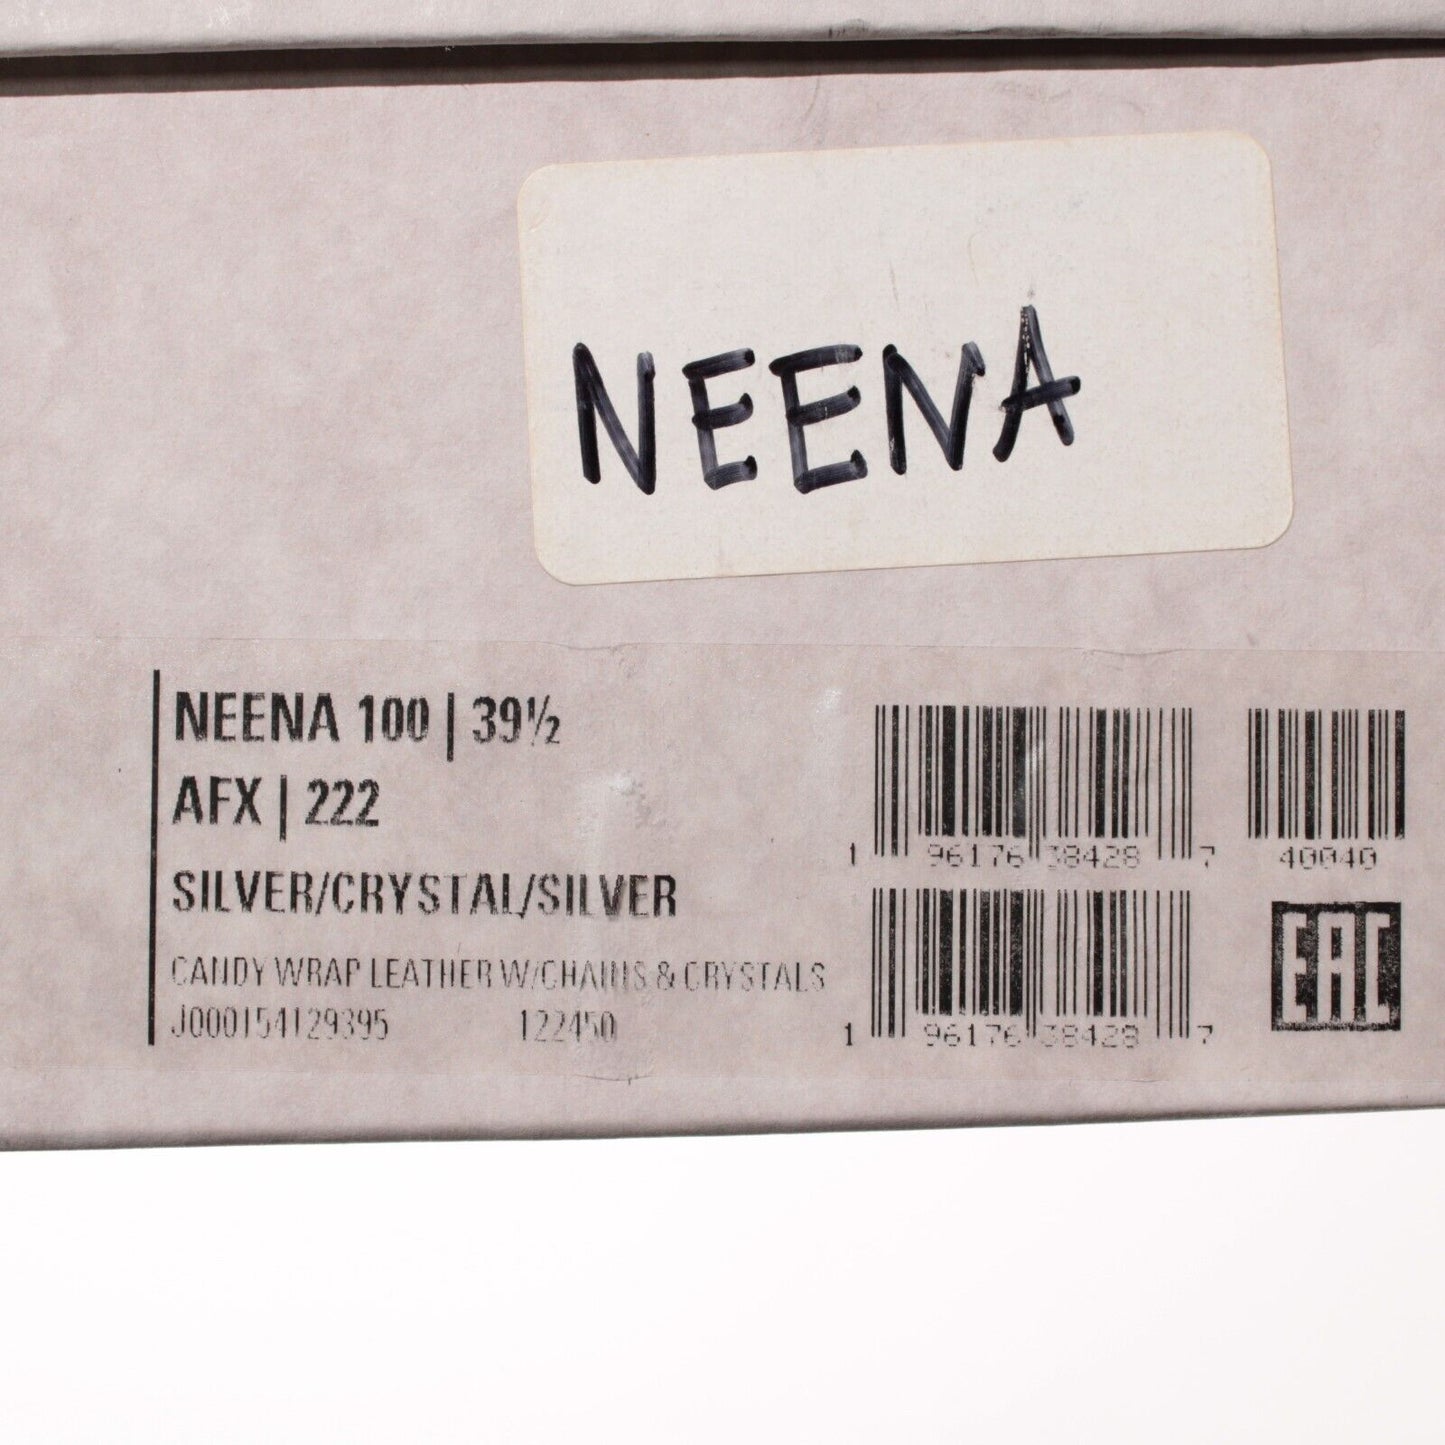 NEENA
NEENA 100 | 39½
AFX | 222
SILVER/CRYSTAL/SILVER
CANDY WRAP LEATHER W/CHAINS & CRYSTALS
J000154129395 122450
1 96176 38428 7
40040
1 96176 38428 7
EAC